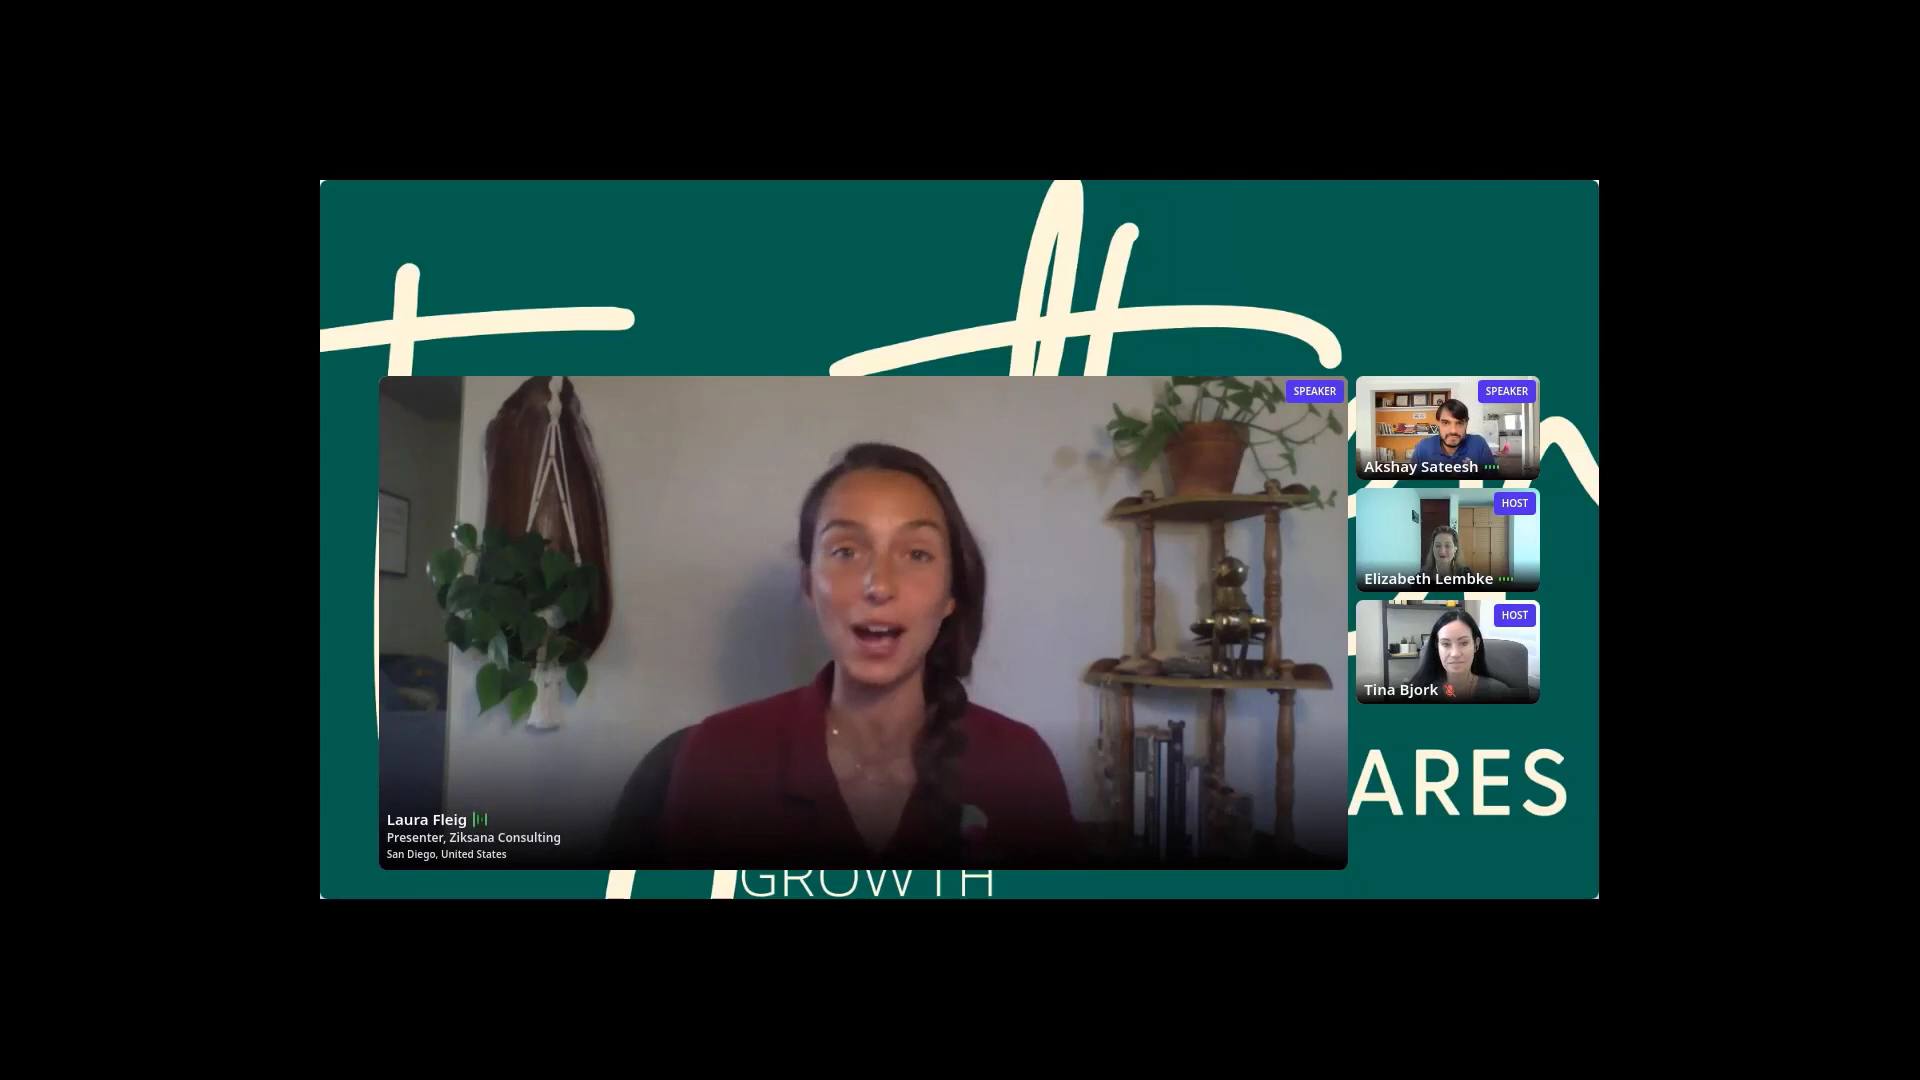 SPEAKER
Laura Fleig
Presenter, Ziksana Consulting
San Diego, United States
SPEAKER
Akshay Sateesh
HOST
Elizabeth Lembke
HOST
Tina Bjork
ARES
GROWTH